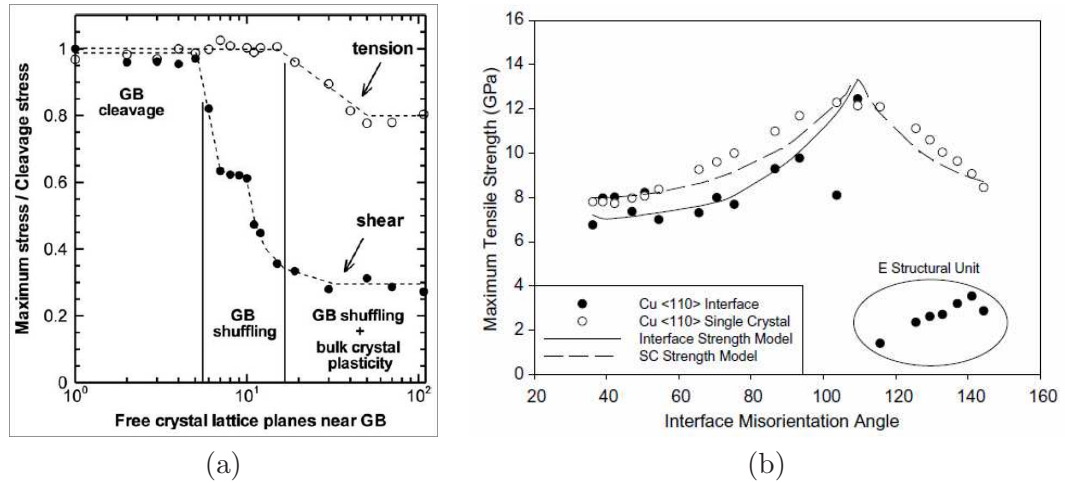 Maximum stress / Cleavage stress
1
0.8
0.6
0.4
0.2
0
10^0
10^1
10^2
Free crystal lattice planes near GB
tension
GB
cleavage
shear
GB
shuffling
GB shuffling
+
bulk crystal
plasticity
(a)
Maximum Tensile Strength (GPa)
16
14
12
10
8
6
4
2
0
20
40
60
80
100
120
140
160
Interface Misorientation Angle
E Structural Unit
Cu <110> Interface
Cu <110> Single Crystal
Interface Strength Model
SC Strength Model
(b)